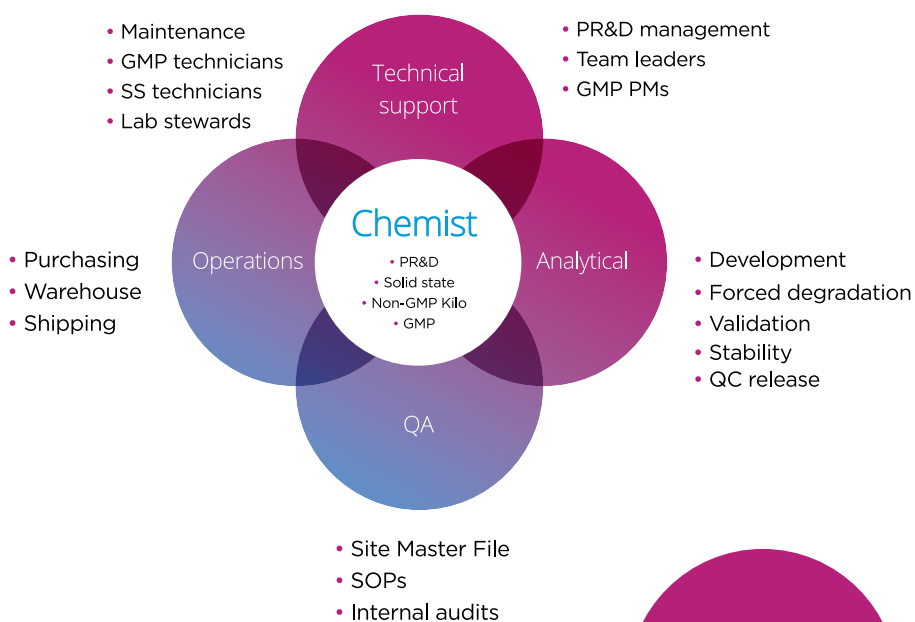 • Maintenance
• GMP technicians
• SS technicians
• Lab stewards
Technical
support
• PR&D management
• Team leaders
• GMP PMs
• Purchasing
• Warehouse
• Shipping
Operations
Chemist
• PR&D
• Solid state
• Non-GMP Kilo
• GMP
Analytical
• Development
• Forced degradation
• Validation
• Stability
• QC release
QA
• Site Master File
• SOPs
• Internal audits